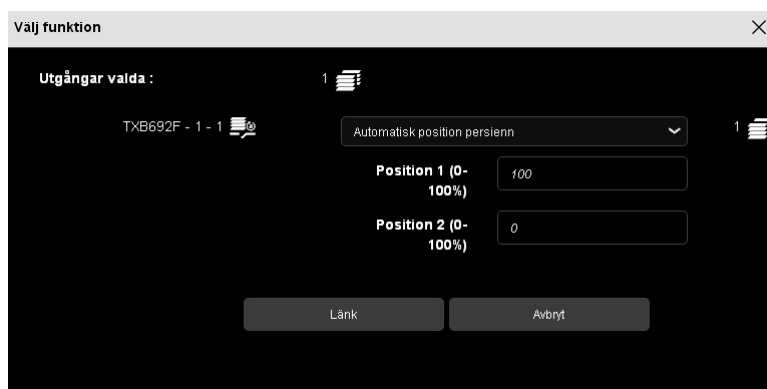 Välj funktion
Utgångar valda :
1
TXB692F - 1 - 1
Automatisk position persienn
1
Position 1 (0-
100%)
100
Position 2 (0-
100%)
0
Länk
Avbryt